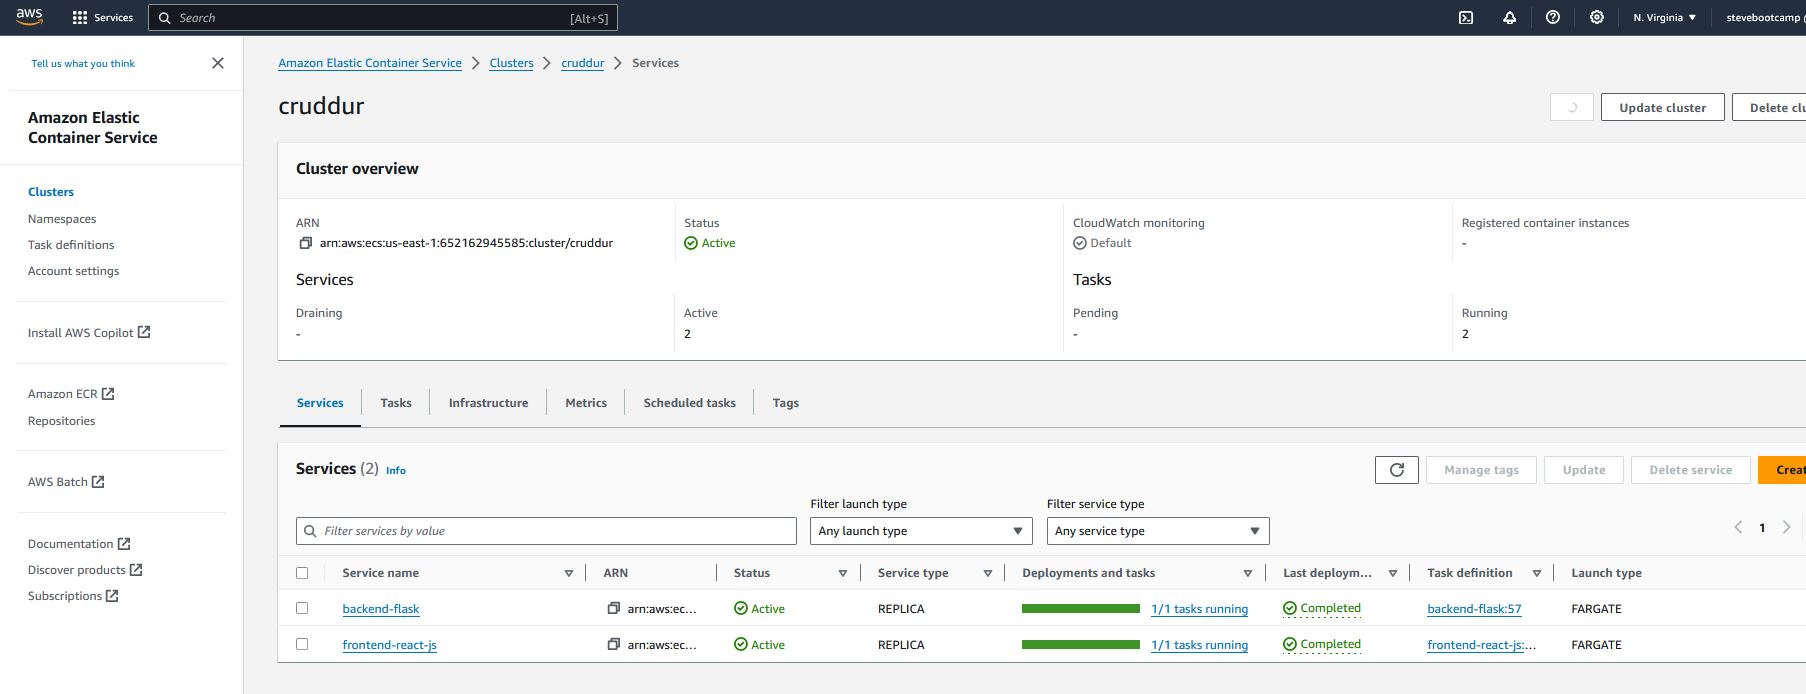 aws
Services
Search
[Alt+S]
N. Virginia
stevebootcamp
Tell us what you think
Amazon Elastic
Container Service
Clusters
Namespaces
Task definitions
Account settings
Install AWS Copilot
Amazon ECR
Repositories
AWS Batch
Documentation
Discover products
Subscriptions
Amazon Elastic Container Service
Clusters
cruddur
Services
cruddur
Update cluster
Delete clu
Cluster overview
ARN
arn:aws:ecs:us-east-1:652162945585:cluster/cruddur
Status
Active
CloudWatch monitoring
Default
Registered container instances
-
Services
Tasks
Draining
-
Active
2
Pending
-
Running
2
Services
Tasks
Infrastructure
Metrics
Scheduled tasks
Tags
Services (2) Info
Manage tags
Update
Delete service
Creat
Filter launch type
Filter service type
Filter services by value
Any launch type
Any service type
1
Service name
ARN
Status
Service type
Deployments and tasks
Last deploym...
Task definition
Launch type
backend-flask
arn:aws:ec...
Active
REPLICA
1/1 tasks running
Completed
backend-flask:57
FARGATE
frontend-react-js
arn:aws:ec...
Active
REPLICA
1/1 tasks running
Completed
frontend-react-js:...
FARGATE